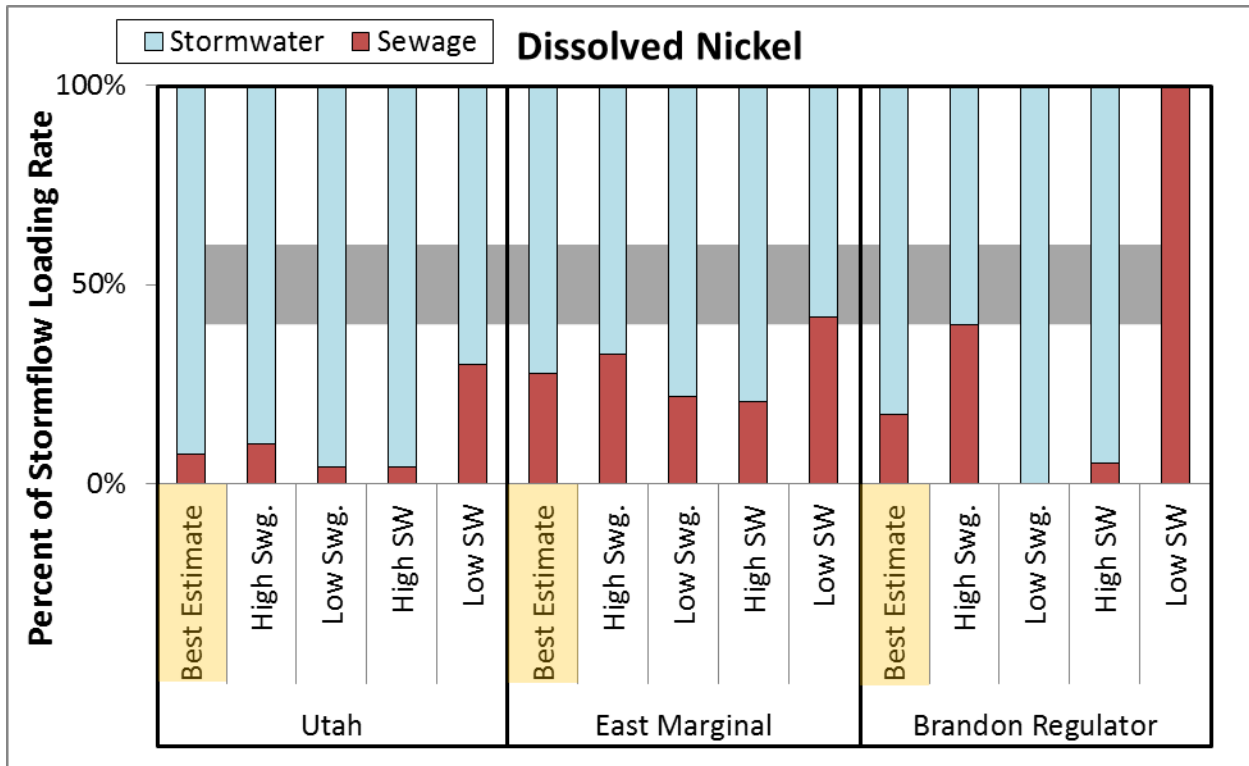 Stormwater Sewage Dissolved Nickel
Percent of Stormflow Loading Rate
100%
50%
0%
Best Estimate
High Swg.
Low Swg.
High SW
Low SW
Best Estimate
High Swg.
Low Swg.
High SW
Low SW
Best Estimate
High Swg.
Low Swg.
High SW
Low SW
Utah East Marginal Brandon Regulator